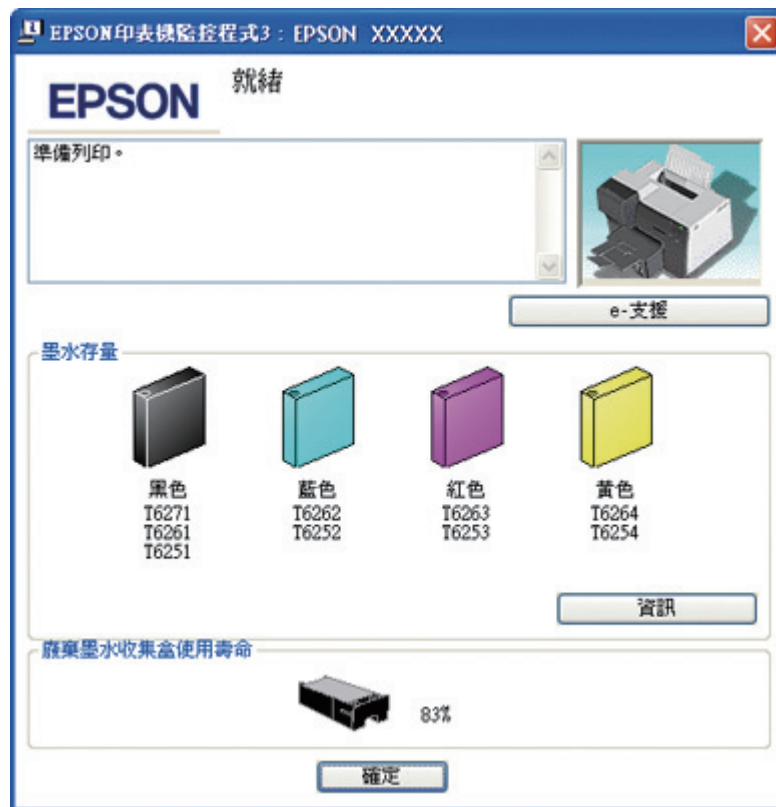 EPSON印表機監控程式3：EPSON XXXXX
EPSON
就緒
準備列印。
e-支援
墨水存量
黑色
T6271
T6261
T6251
藍色
T6262
T6252
紅色
T6263
T6253
黃色
T6264
T6254
資訊
廢棄墨水收集盒使用壽命
83%
確定